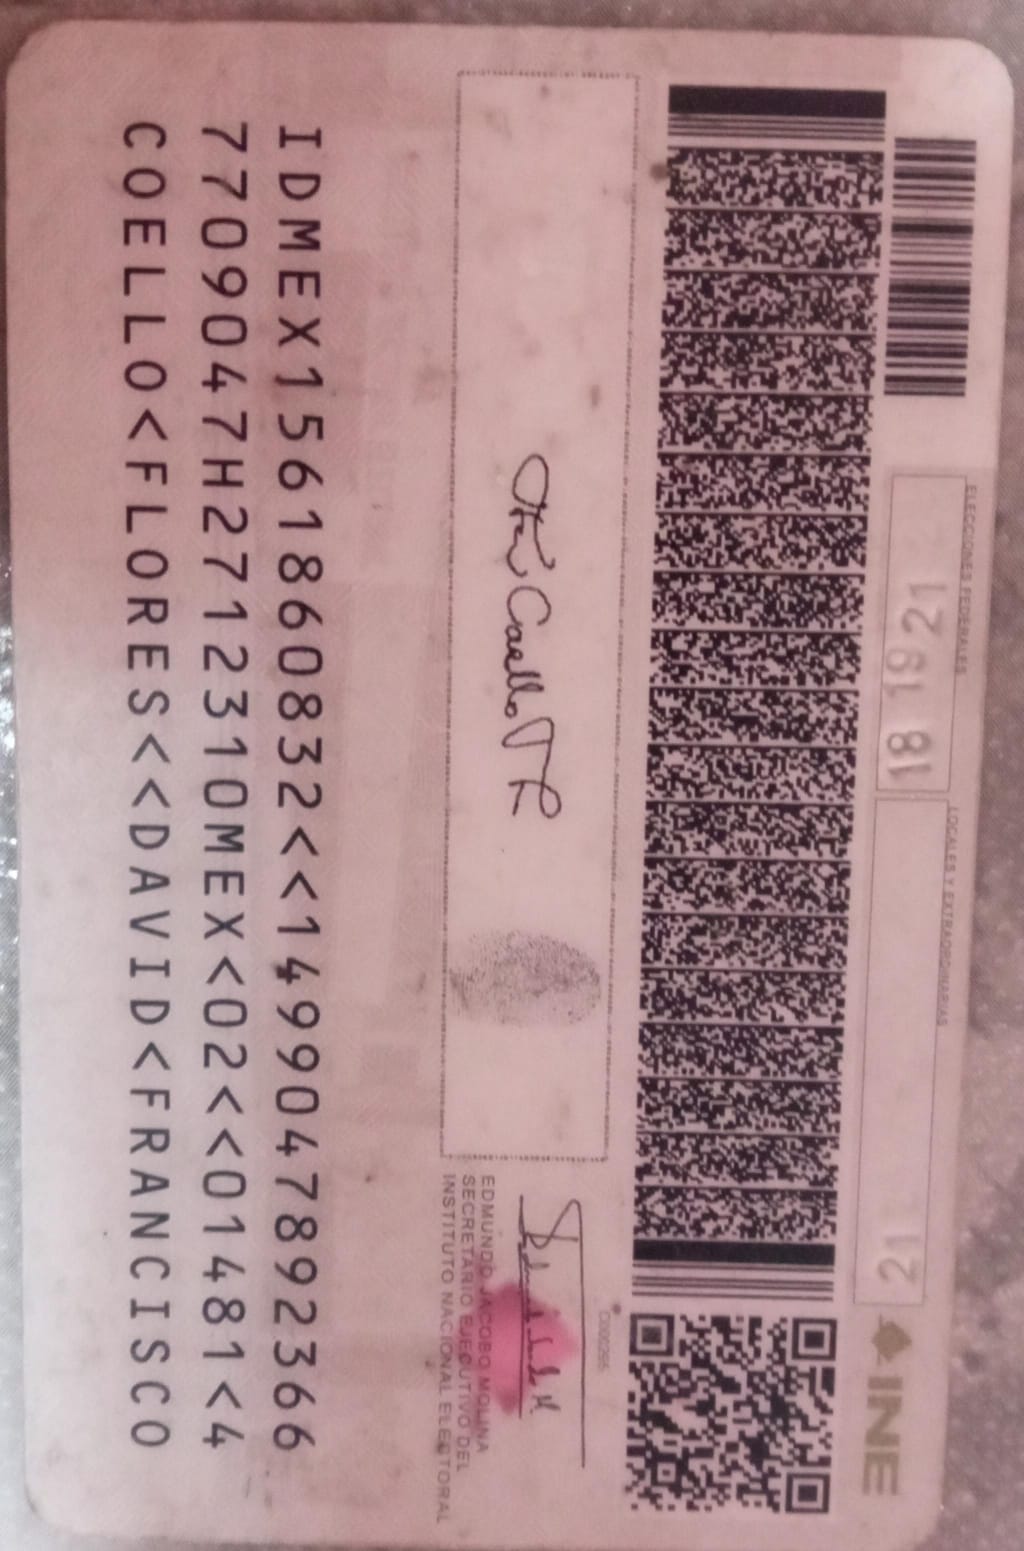 ELECCIONES FEDERALES
LOCALES Y EXTRAORDINARIAS
18 19 21
21
INE
EDMUNDO JACOBO MOLINA
SECRETARIO EJECUTIVO DEL
INSTITUTO NACIONAL ELECTORAL
IDMEX1561860832<<1499047892366
7709047H2712310MEX<02<<01481<4
COELLO<FLORES<<DAVID<FRANCISCO